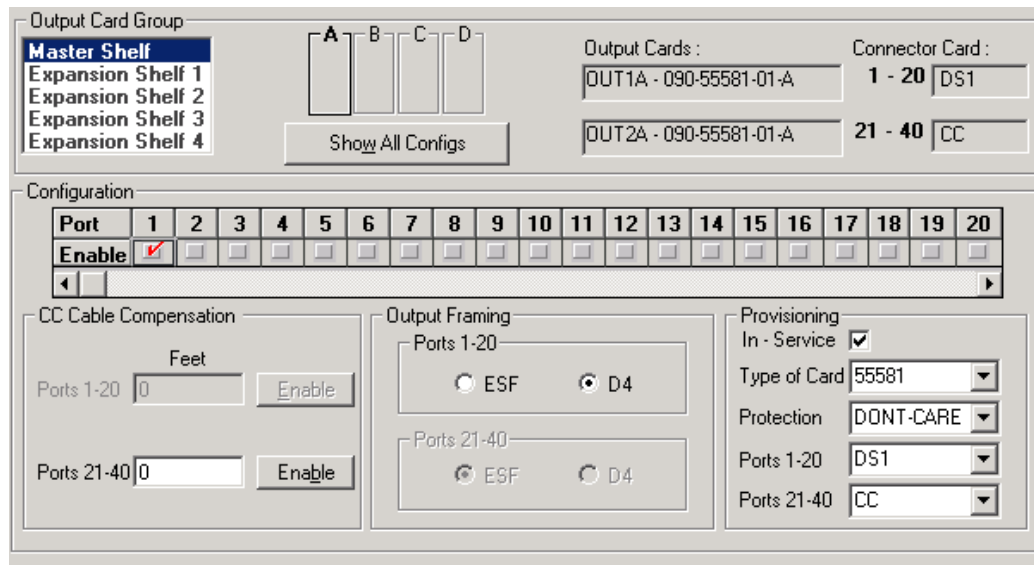 Output Card Group
Master Shelf
Expansion Shelf 1
Expansion Shelf 2
Expansion Shelf 3
Expansion Shelf 4
A B C D
Show All Configs
Output Cards :
OUT1A - 090-55581-01-A
OUT2A - 090-55581-01-A
Connector Card :
1 - 20 DS1
21 - 40 CC
Configuration
Port 1 2 3 4 5 6 7 8 9 10 11 12 13 14 15 16 17 18 19 20
Enable
CC Cable Compensation
Feet
Ports 1-20 0 Enable
Ports 21-40 0 Enable
Output Framing
Ports 1-20
ESF D4
Ports 21-40
ESF D4
Provisioning
In - Service
Type of Card 55581
Protection DONT-CARE
Ports 1-20 DS1
Ports 21-40 CC